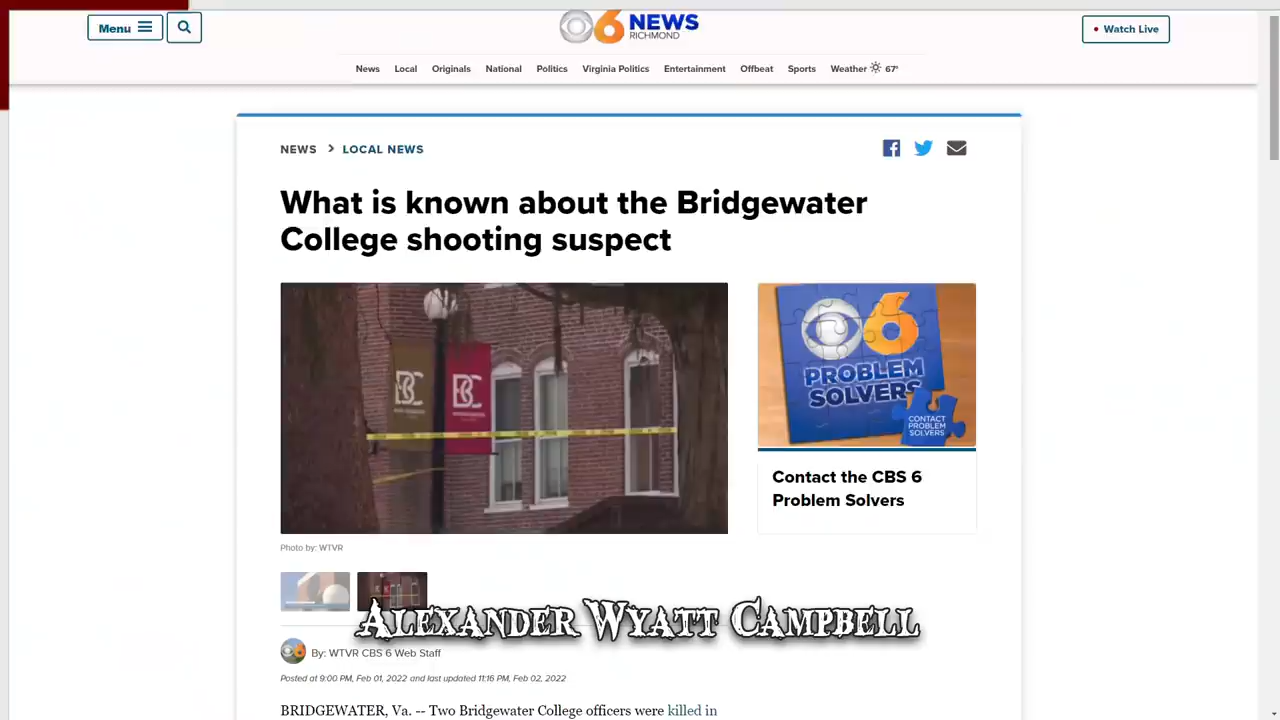 Menu
6 NEWS
RICHMOND
Watch Live
News Local Originals National Politics Virginia Politics Entertainment Offbeat Sports Weather 67°
NEWS > LOCAL NEWS
What is known about the Bridgewater
College shooting suspect
BC
BC
6
PROBLEM
SOLVERS
CONTACT
PROBLEM
SOLVERS
Contact the CBS 6
Problem Solvers
Photo by: WTVR
ALEXANDER WYATT CAMPBELL
By: WTVR CBS 6 Web Staff
Posted at 9:00 PM, Feb 01, 2022 and last updated 11:16 PM, Feb 02, 2022
BRIDGEWATER, Va. -- Two Bridgewater College officers were killed in